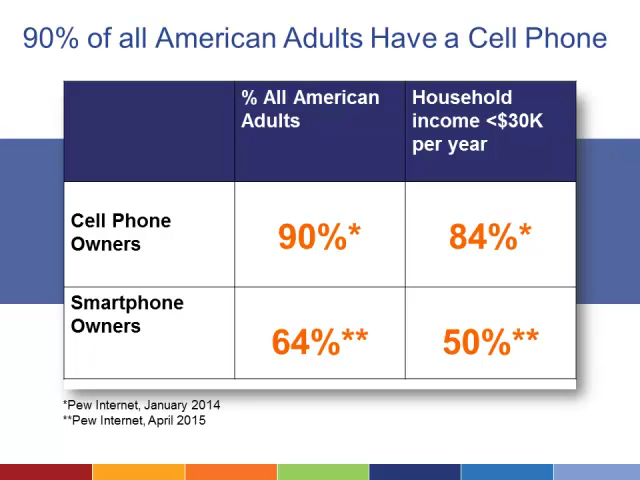 90% of all American Adults Have a Cell Phone
% All American
Adults
Household
income <$30K
per year
Cell Phone
Owners
90%*
84%*
Smartphone
Owners
64%**
50%**
*Pew Internet, January 2014
**Pew Internet, April 2015